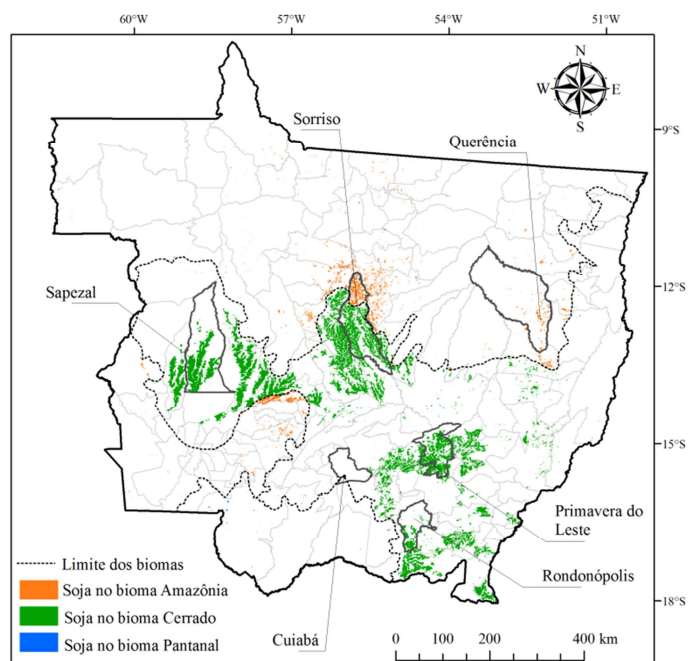 60°W 57°W 54°W 51°W
N
W E
S
Sorriso
9°S
Querência
12°S
Sapezal
15°S
Primavera do
Leste
Limite dos biomas
Rondonópolis
Soja no bioma Amazônia
Soja no bioma Cerrado
18°S
Soja no bioma Pantanal
Cuiabá
0 100 200 400 km